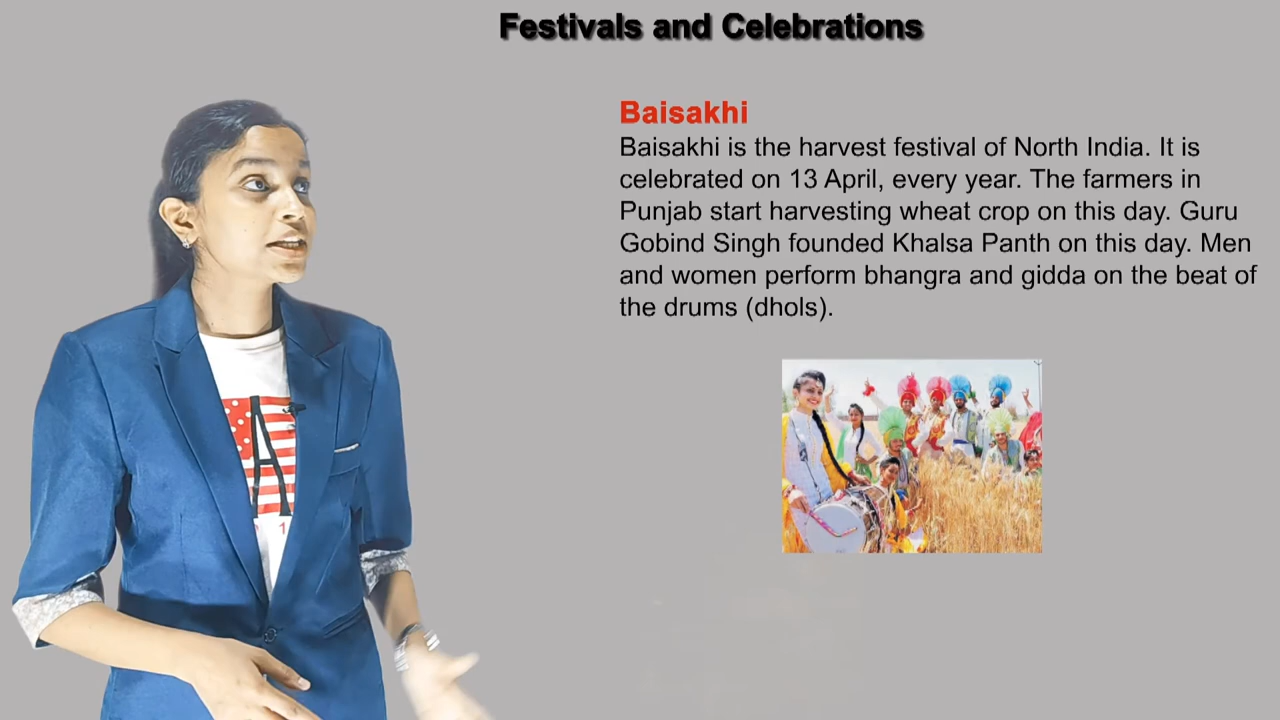 Festivals and Celebrations
Baisakhi
Baisakhi is the harvest festival of North India. It is
celebrated on 13 April, every year. The farmers in
Punjab start harvesting wheat crop on this day. Guru
Gobind Singh founded Khalsa Panth on this day. Men
and women perform bhangra and gidda on the beat of
the drums (dhols).
A